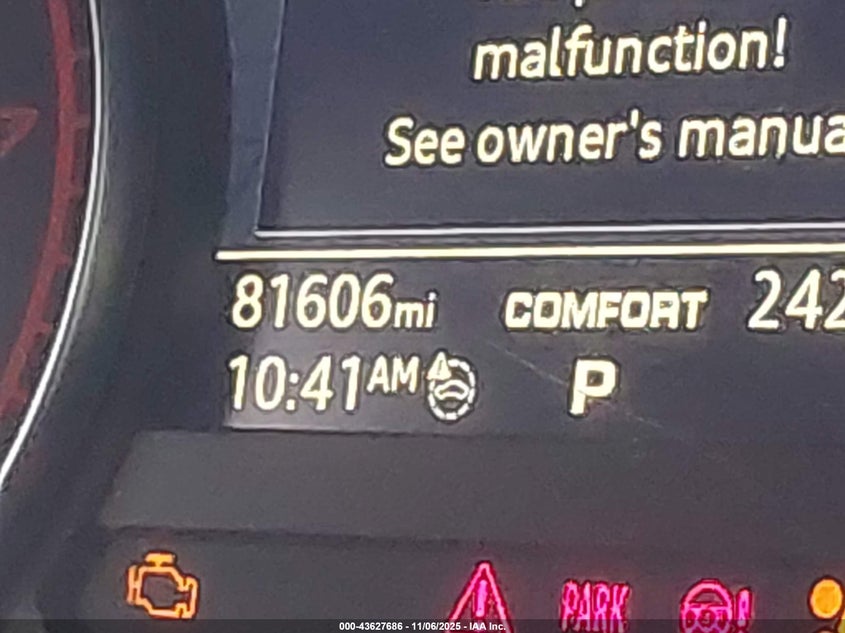 malfunction!
See owner's manua
81606mi COMFORT 242
10:41AM P
PARK
000-43627686 - 11/06/2025 - IAA Inc.